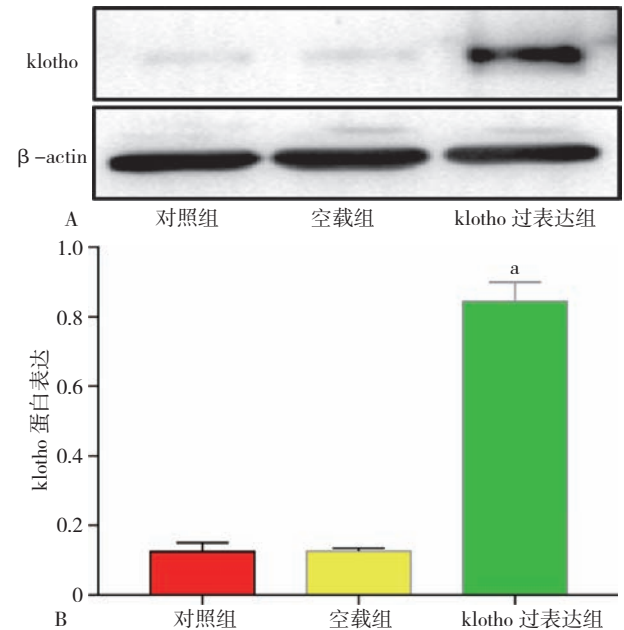 klotho
β-actin
A 对照组 空载组 klotho 过表达组
1.0
a
0.8
0.6
0.4
0.2
0
klotho 蛋白表达
B 对照组 空载组 klotho 过表达组